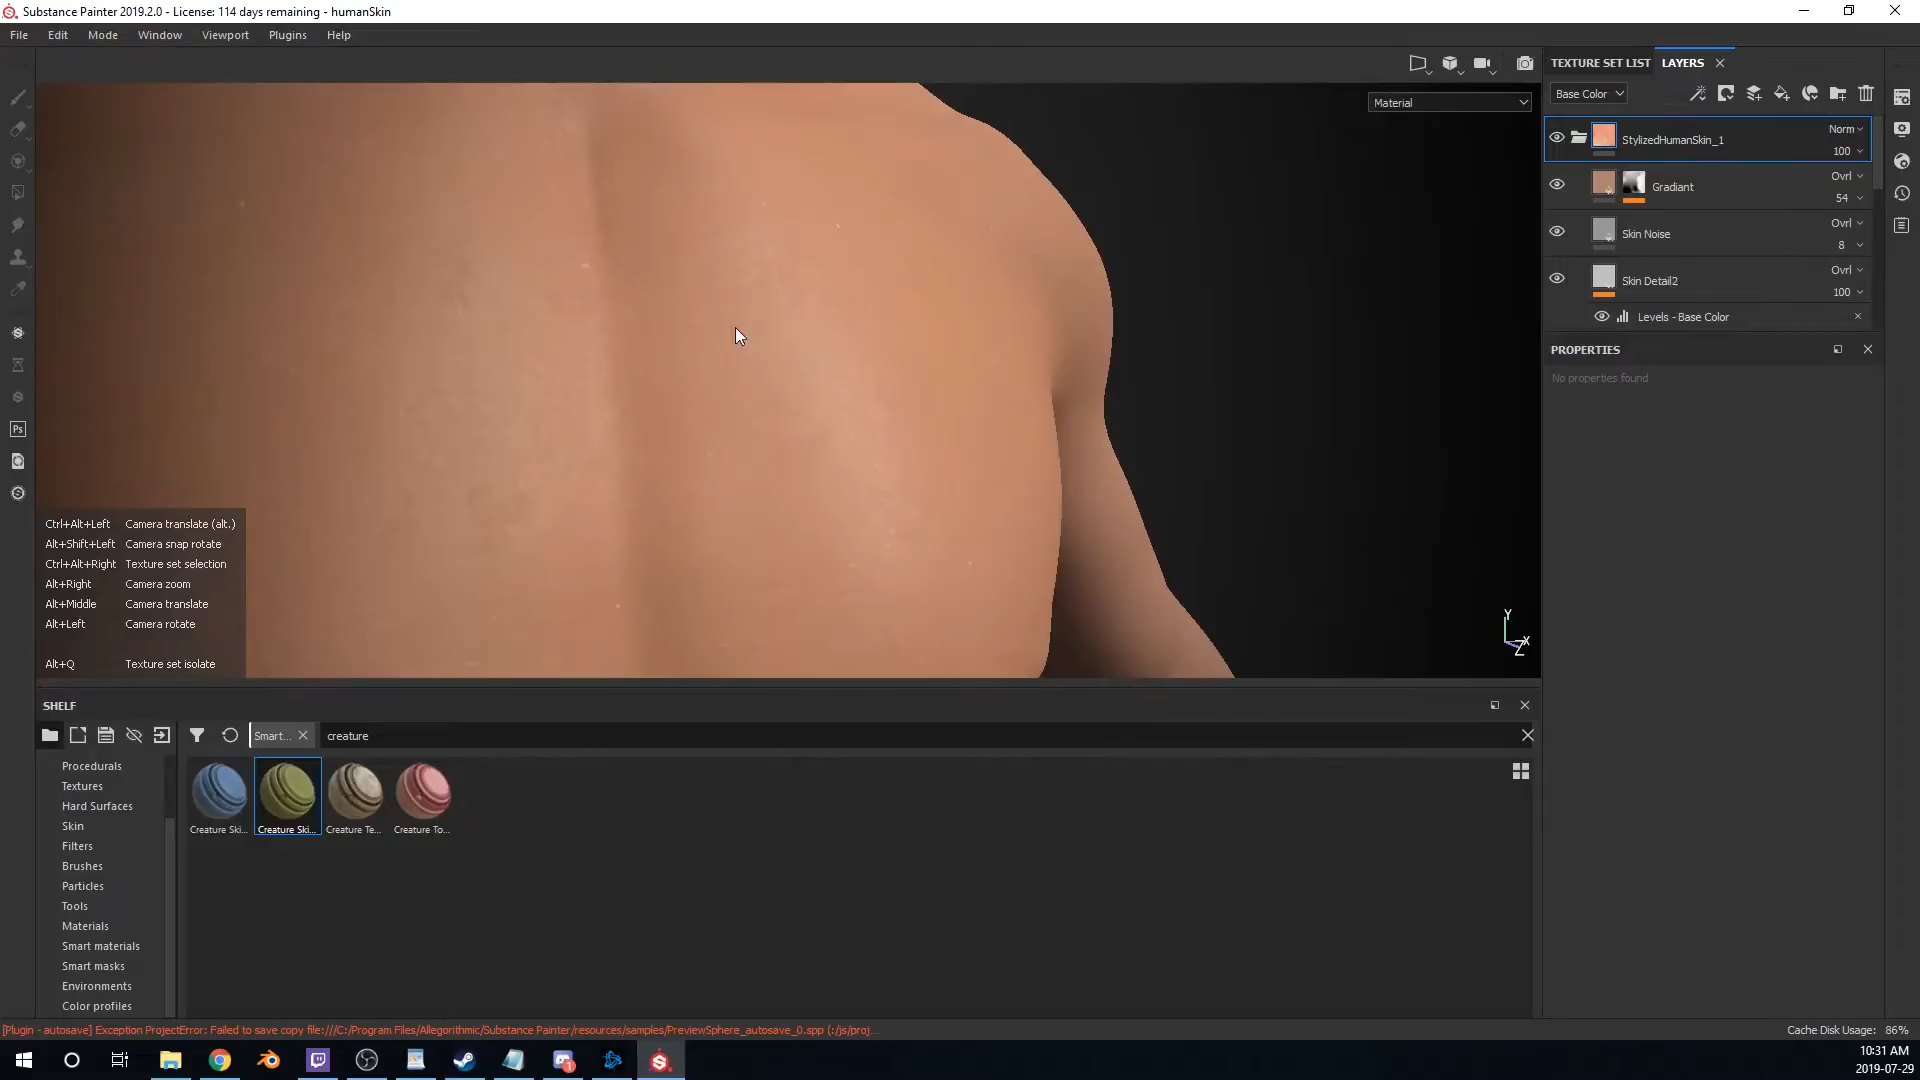 Substance Painter 2019.2.0 - License: 114 days remaining - humanSkin
File Edit Mode Window Viewport Plugins Help
TEXTURE SET LIST LAYERS
Base Color
Material
StylizedHumanSkin_1 Norm
100
Gradiant Ovrl
54
Skin Noise Ovrl
8
Skin Detail2 Ovrl
100
Levels - Base Color
PROPERTIES
No properties found
Ctrl+Alt+Left Camera translate (alt.)
Alt+Shift+Left Camera snap rotate
Ctrl+Alt+Right Texture set selection
Alt+Right Camera zoom
Alt+Middle Camera translate
Alt+Left Camera rotate
Alt+Q Texture set isolate
Y
X
Z
SHELF
Smart... creature
Procedurals
Textures
Hard Surfaces
Skin
Filters
Brushes
Particles
Tools
Materials
Smart materials
Smart masks
Environments
Color profiles
Creature Ski... Creature Ski... Creature Te... Creature To...
[Plugin - autosave] Exception ProjectError: Failed to save copy file:///C:/Program Files/Allegorithmic/Substance Painter/resources/samples/PreviewSphere_autosave_0.spp (:/js/proj...
Cache Disk Usage: 86%
Ps
1
10:31 AM
2019-07-29